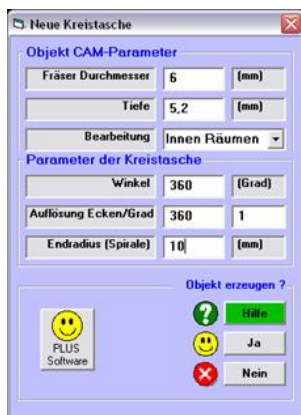 Neue Kreistasche
Objekt CAM-Parameter
Fräser Durchmesser 6 (mm)
Tiefe 5,2 (mm)
Bearbeitung Innen Räumen
Parameter der Kreistasche
Winkel 360 (Grad)
Auflösung Ecken/Grad 360 1
Endradius (Spirale) 10 (mm)
Objekt erzeugen ?
Hilfe
PLUS
Software
Ja
Nein